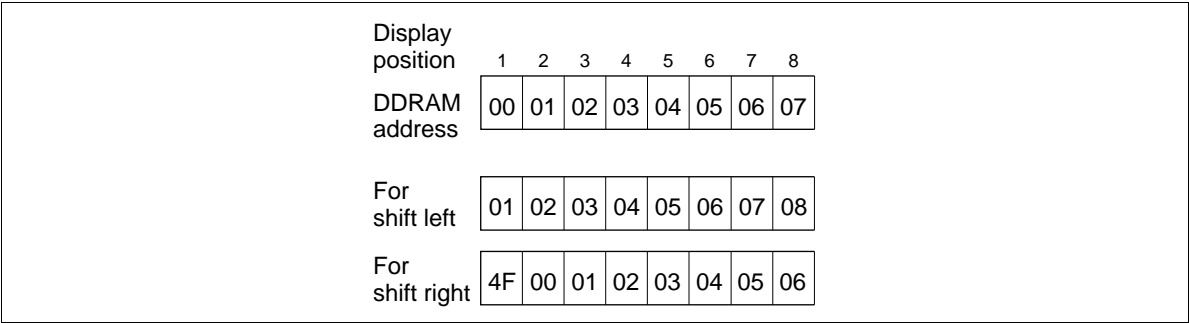 Display
position 1 2 3 4 5 6 7 8
DDRAM
address 00 01 02 03 04 05 06 07
For
shift left 01 02 03 04 05 06 07 08
For
shift right 4F 00 01 02 03 04 05 06